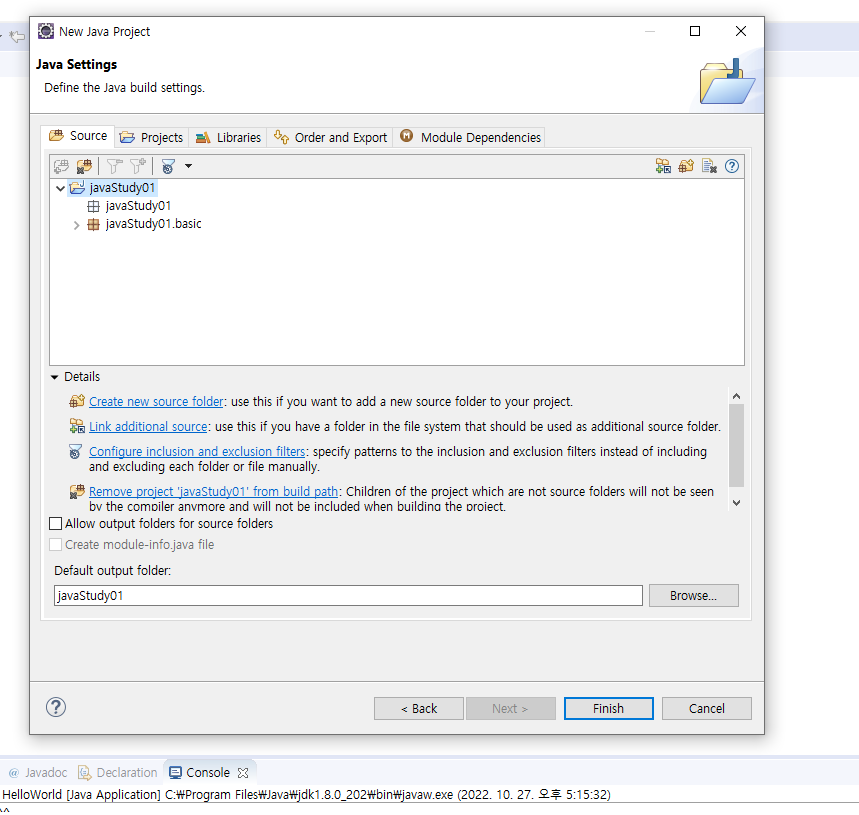 New Java Project
Java Settings
Define the Java build settings.
Source
Projects
Libraries
Order and Export
Module Dependencies
javaStudy01
javaStudy01
javaStudy01.basic
Details
Create new source folder: use this if you want to add a new source folder to your project.
Link additional source: use this if you have a folder in the file system that should be used as additional source folder.
Configure inclusion and exclusion filters: specify patterns to the inclusion and exclusion filters instead of including
and excluding each folder or file manually.
Remove project 'javaStudy01' from build path: Children of the project which are not source folders will not be seen
by the compiler anymore and will not be included when building the project.
Allow output folders for source folders
Create module-info.java file
Default output folder:
javaStudy01
Browse...
< Back
Next >
Finish
Cancel
@ Javadoc
Declaration
Console
HelloWorld [Java Application] C:₩Program Files₩Java₩jdk1.8.0_202₩bin₩javaw.exe (2022. 10. 27. 오후 5:15:32)
^^